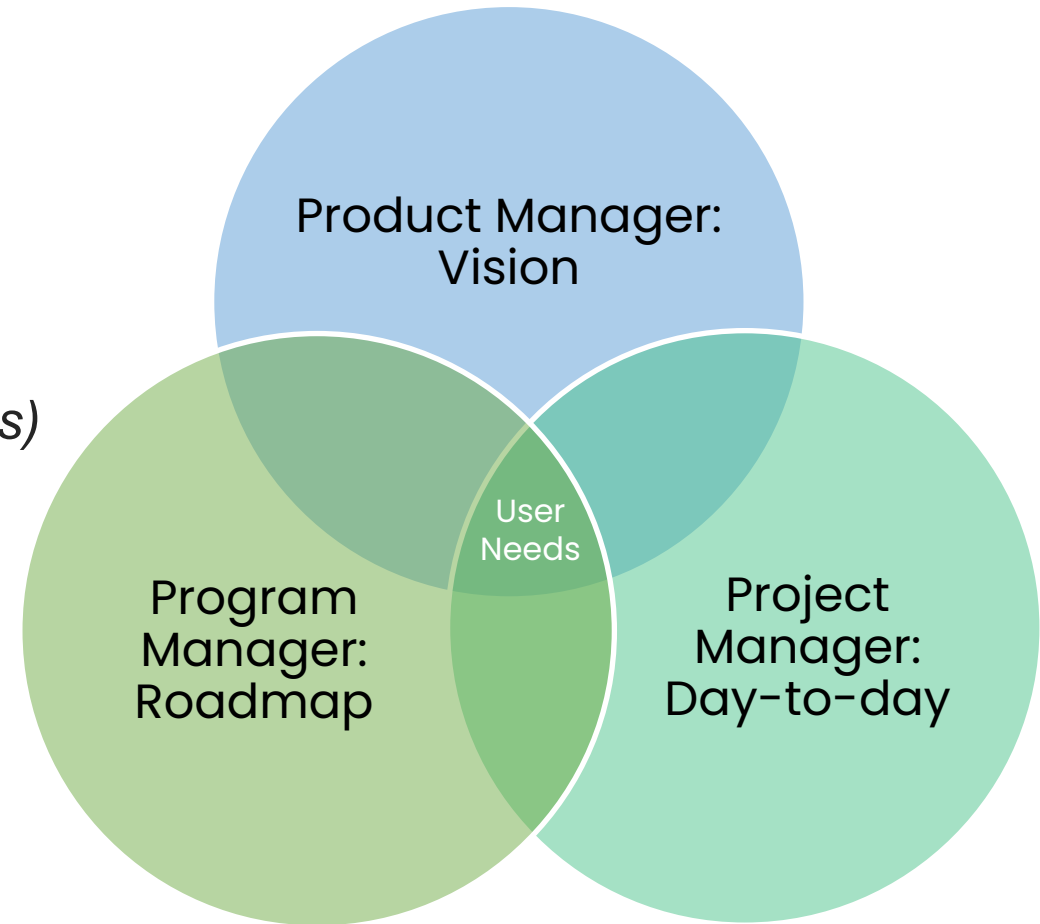 Product Manager:
Vision
s)
User
Needs
Program
Manager:
Roadmap
Project
Manager:
Day-to-day